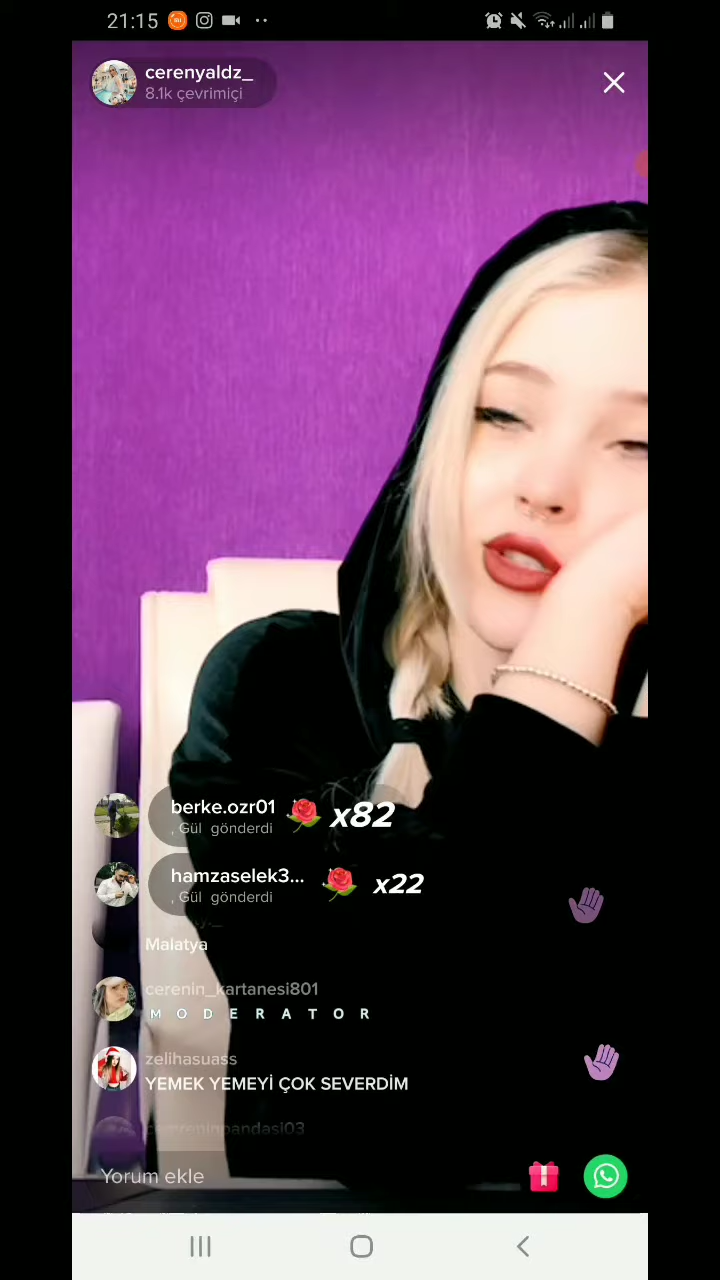 21:15
cerenyaldz_
8.1k çevrimiçi
berke.ozr01
, Gül gönderdi
x82
hamzaselek3...
, Gül gönderdi
x22
Malatya
cerenin_kartanesi801
M O D E R A T O R
zelihasuass
YEMEK YEMEYİ ÇOK SEVERDİM
Yorum ekle